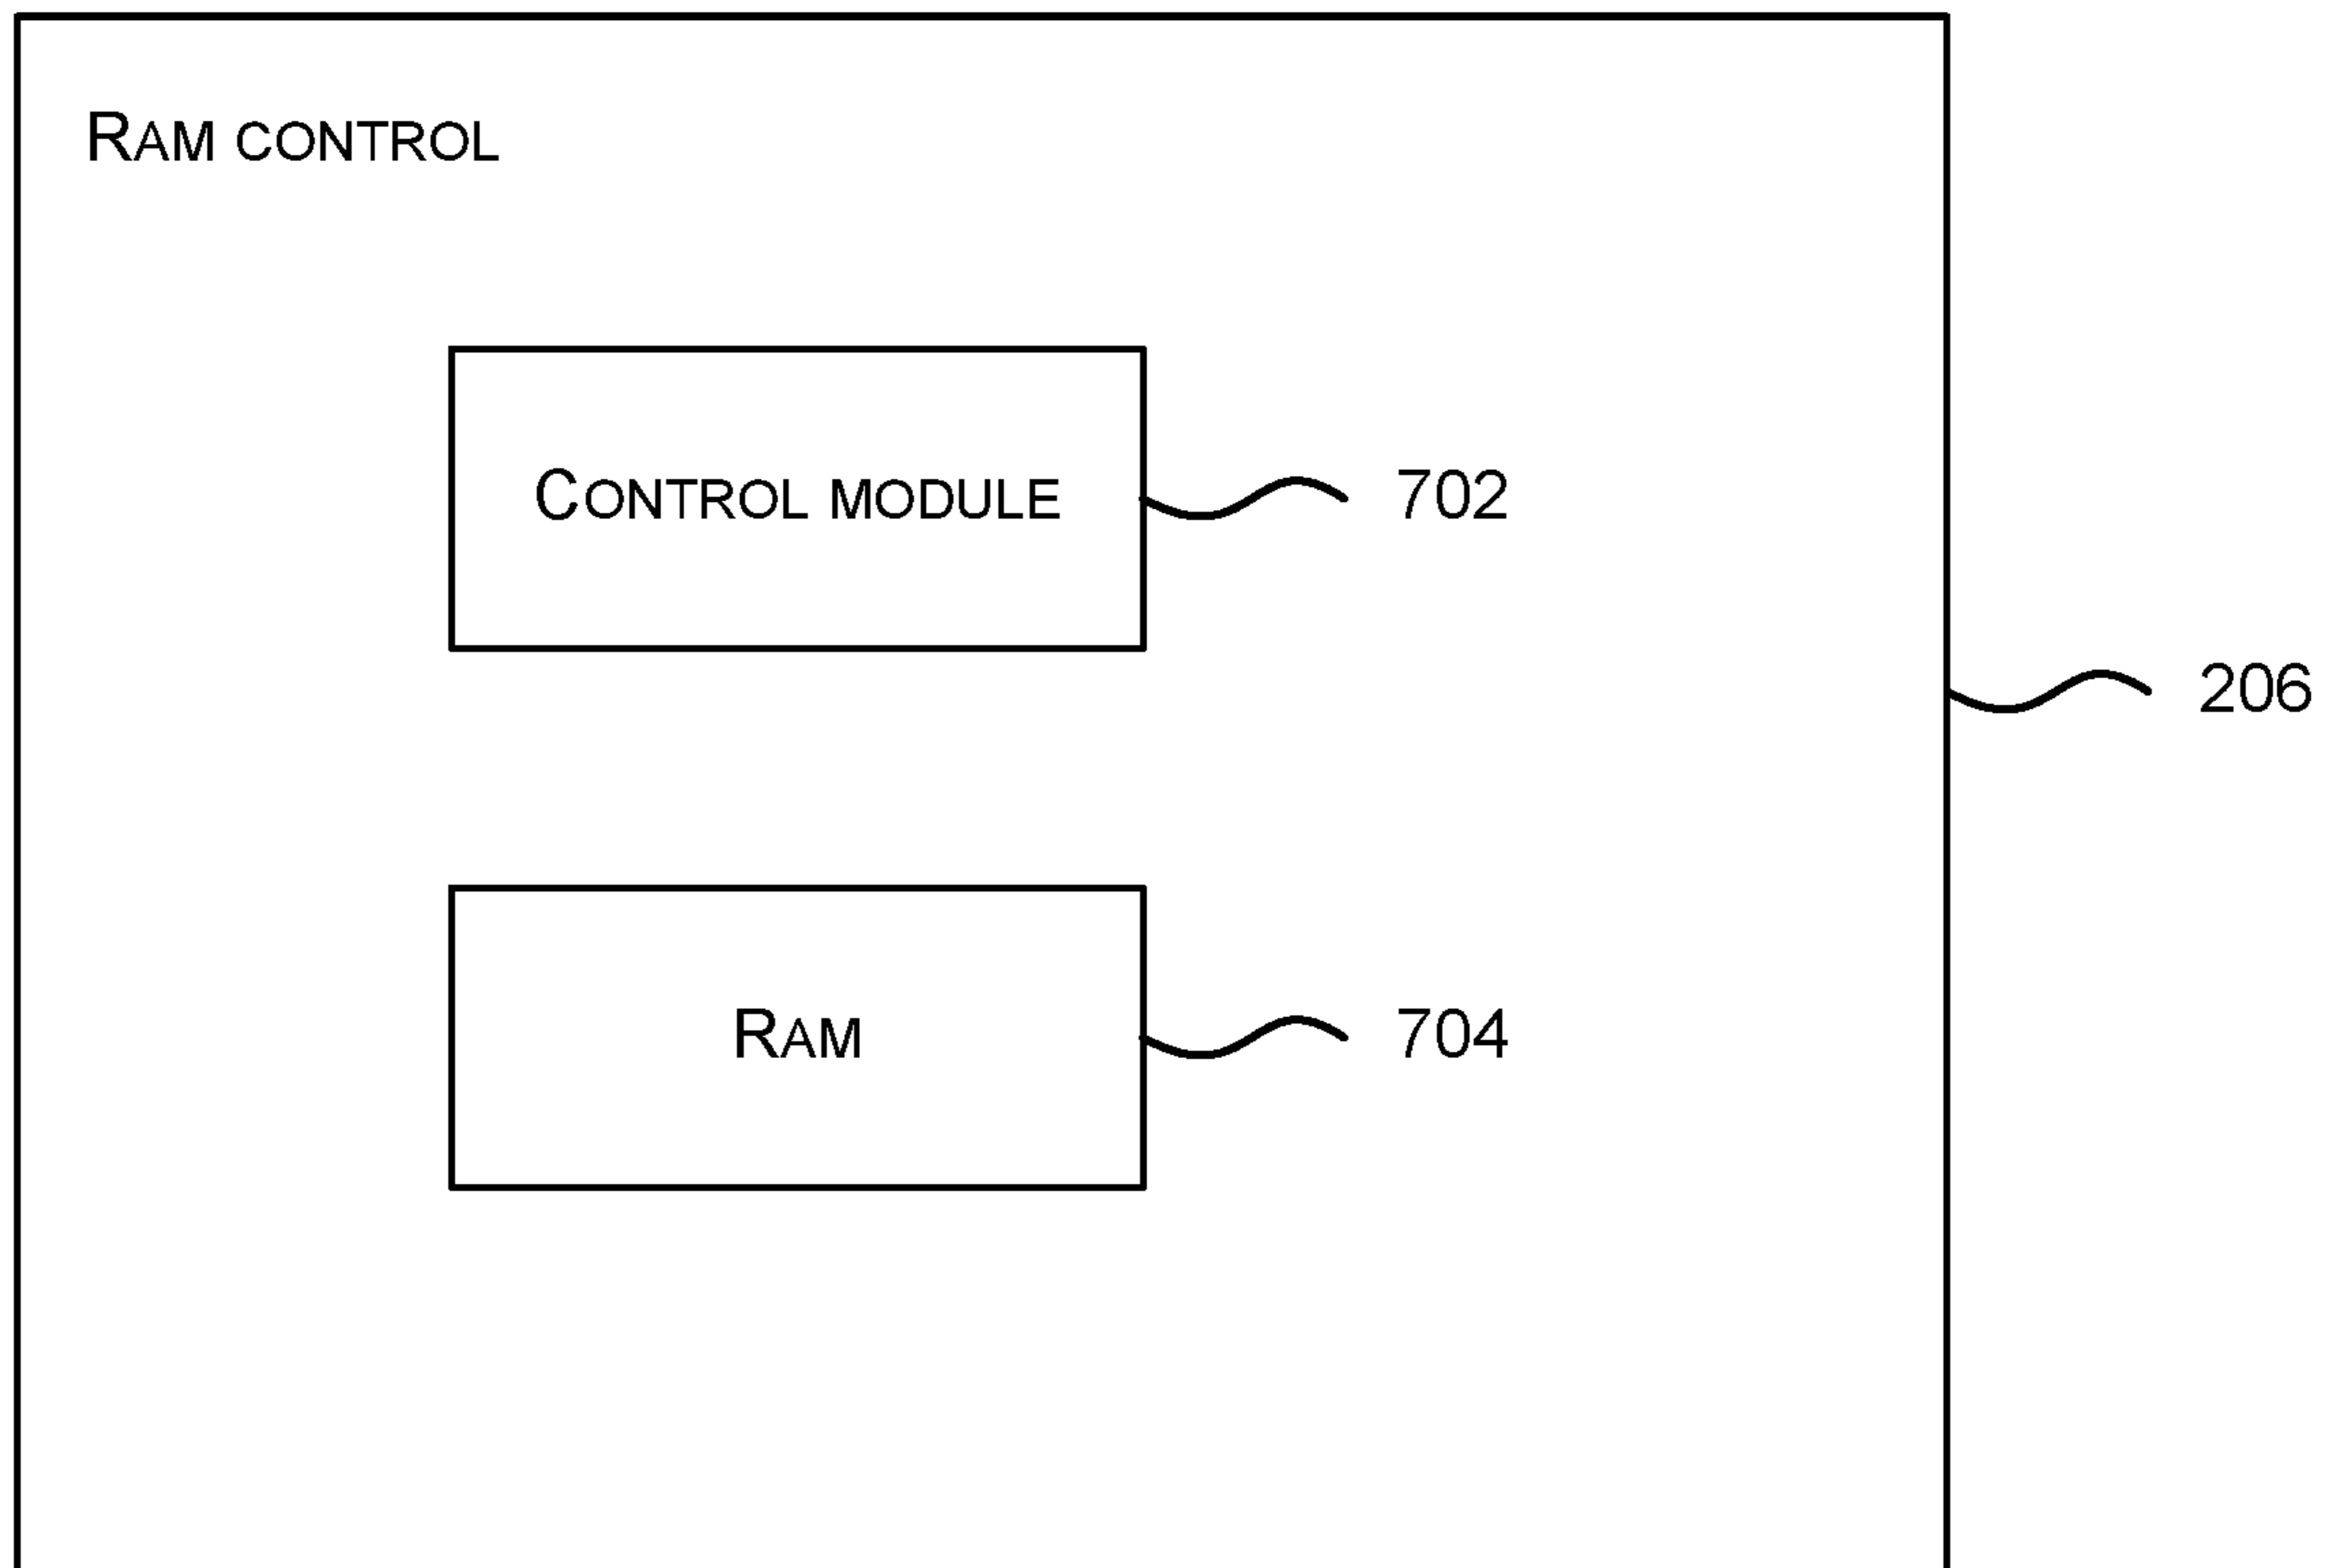 RAM CONTROL
CONTROL MODULE
702
206
RAM
704